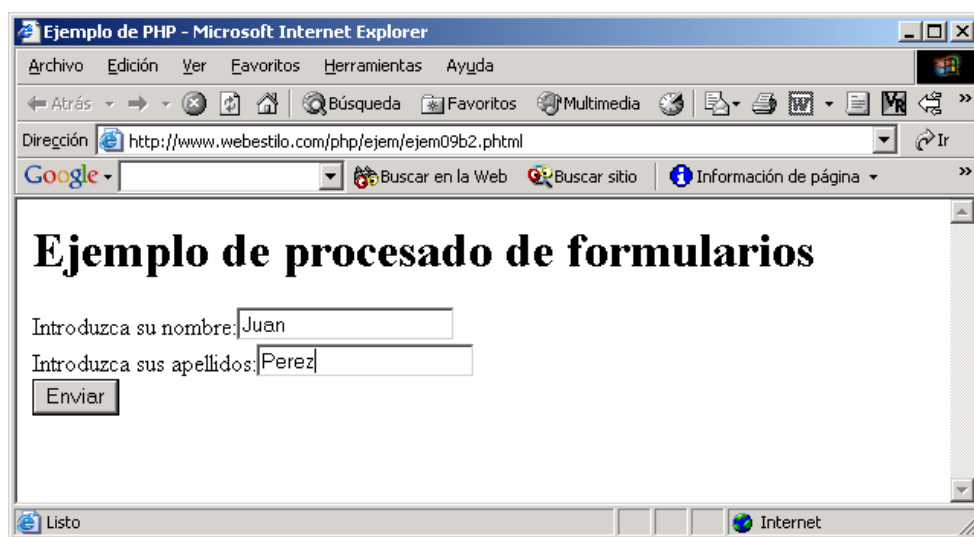 Ejemplo de PHP - Microsoft Internet Explorer
Archivo Edición Ver Favoritos Herramientas Ayuda
Atrás Búsqueda Favoritos Multimedia W VR »
Dirección http://www.webestilo.com/php/ejem/ejem09b2.phtml Ir
Google Buscar en la Web Buscar sitio Información de página »
Ejemplo de procesado de formularios
Introduzca su nombre: Juan
Introduzca sus apellidos: Perez
Enviar
Listo Internet